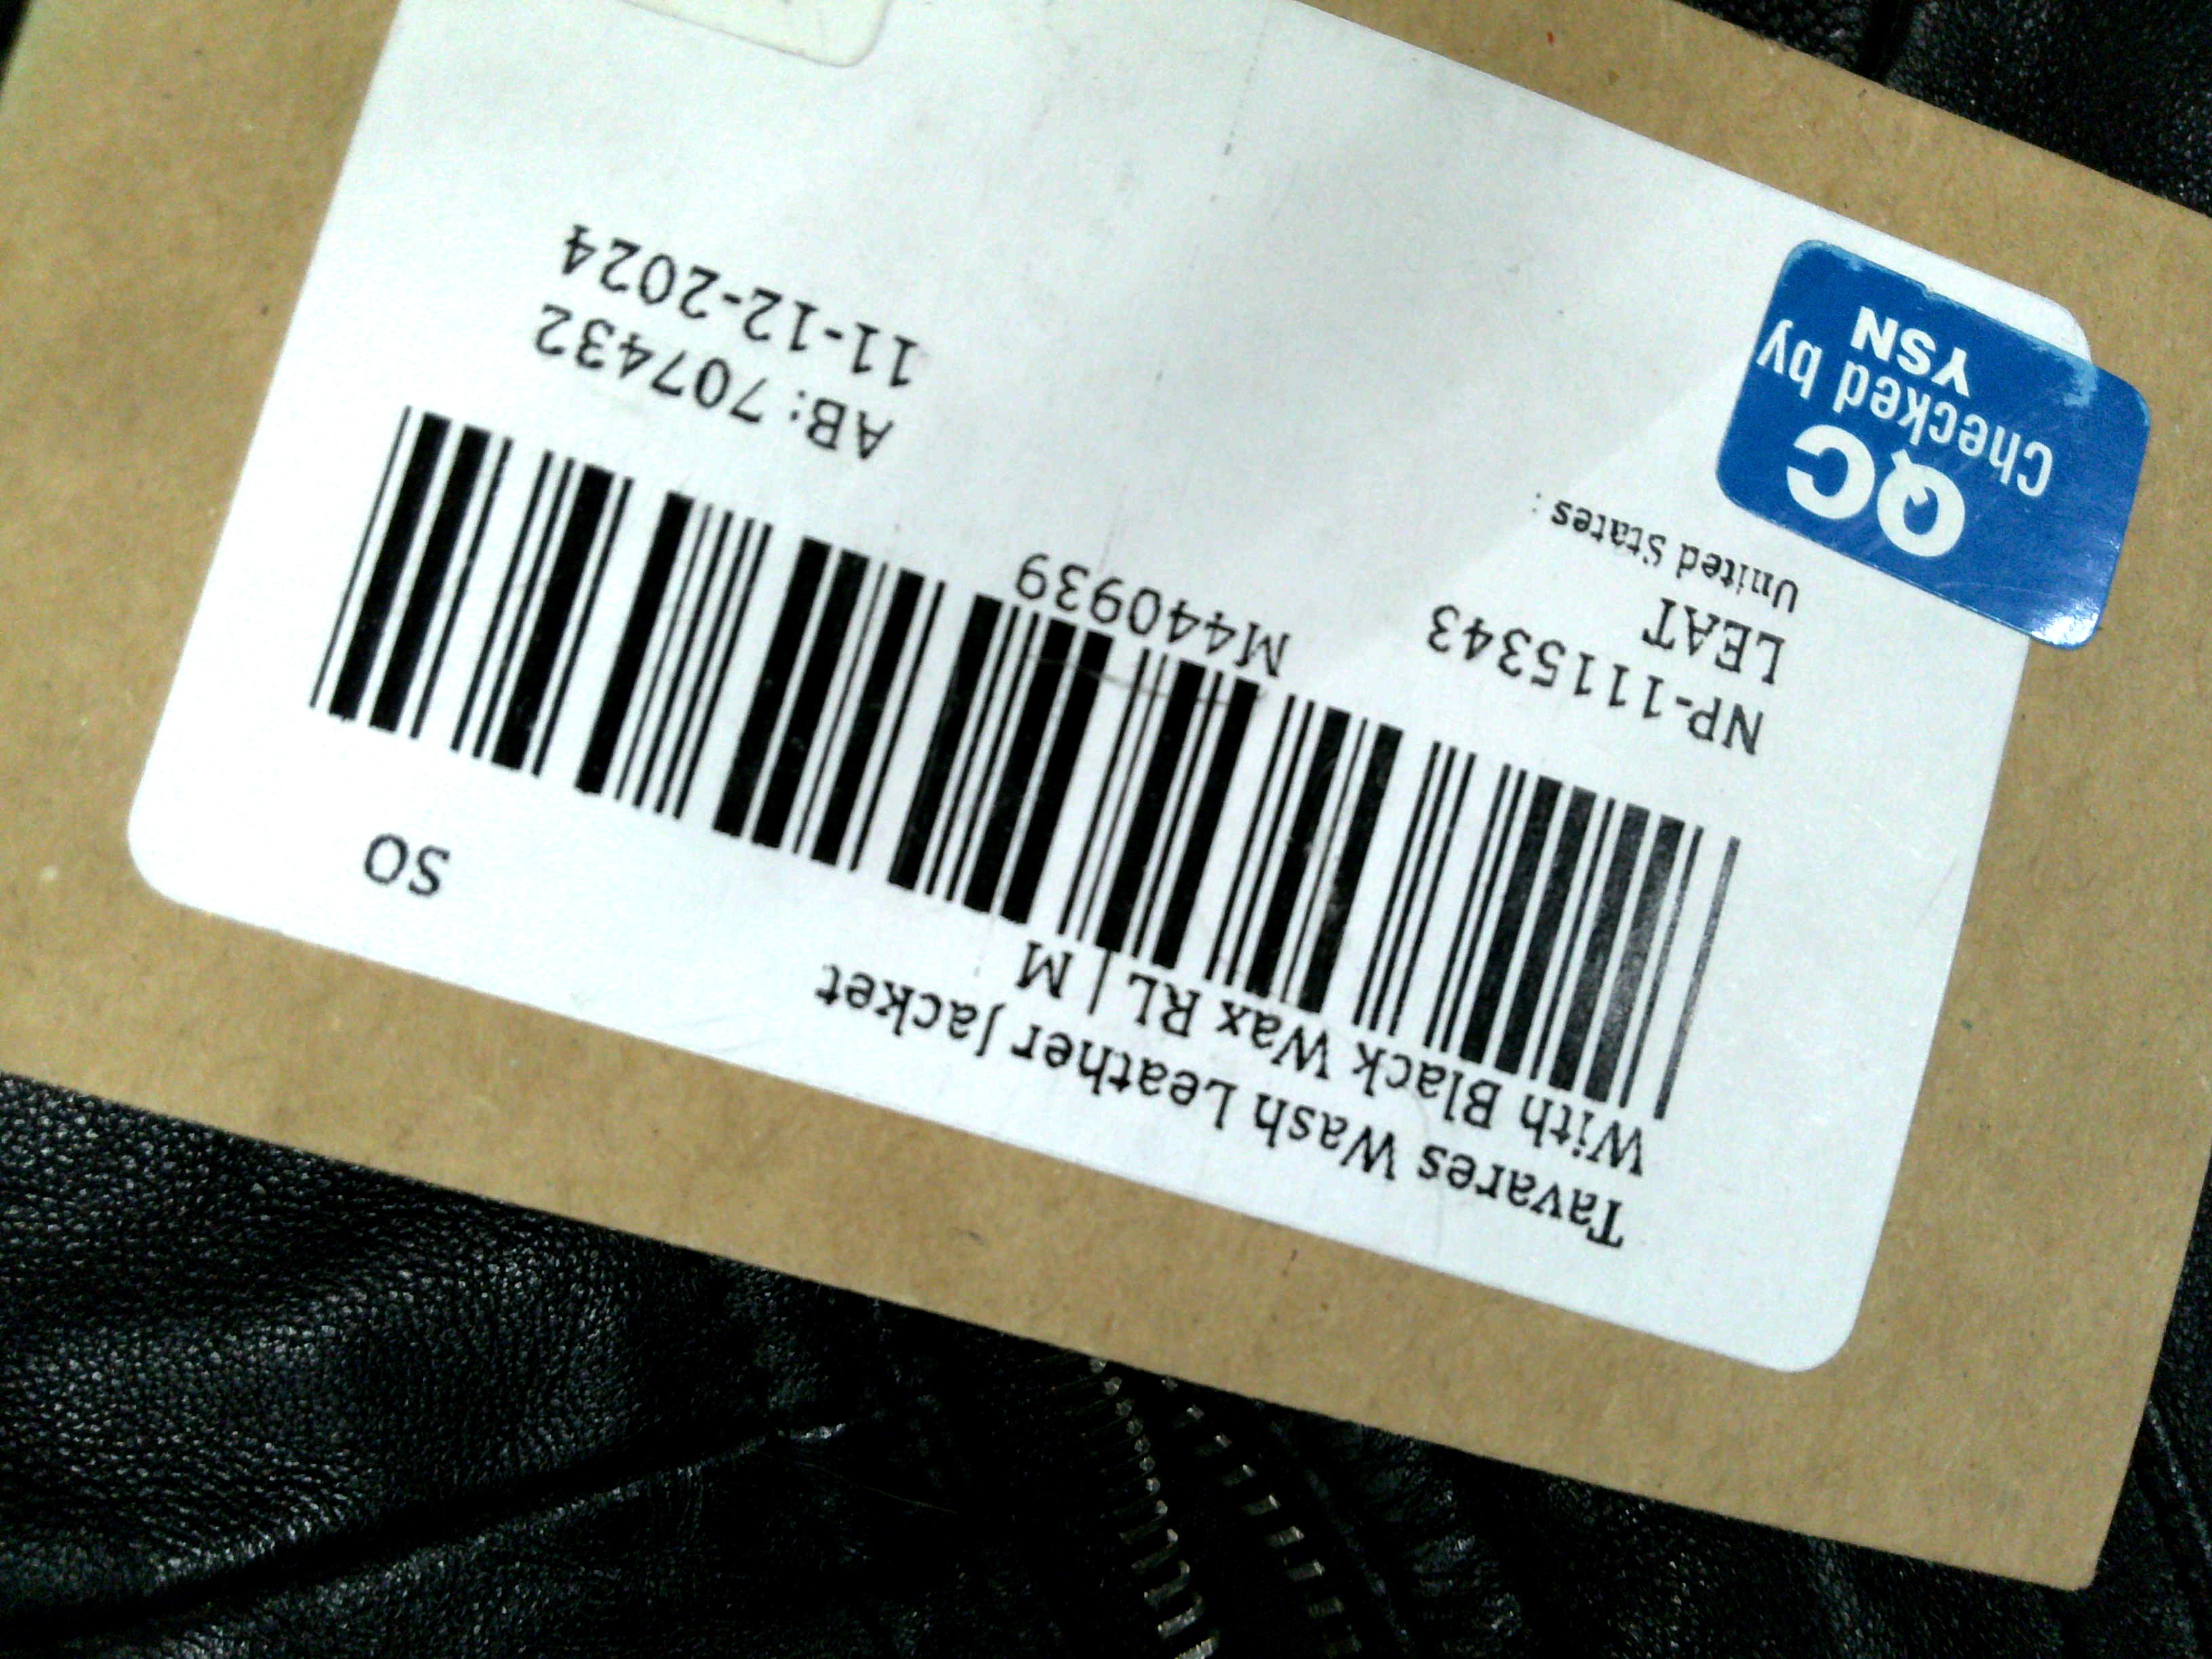 Tavares Wash Leather Jacket
With Black Wax RL | M
SO
M440939
NP-1115343
LEAT
United States :
AB: 707432
11-12-2024
QC
Checked by
YSN